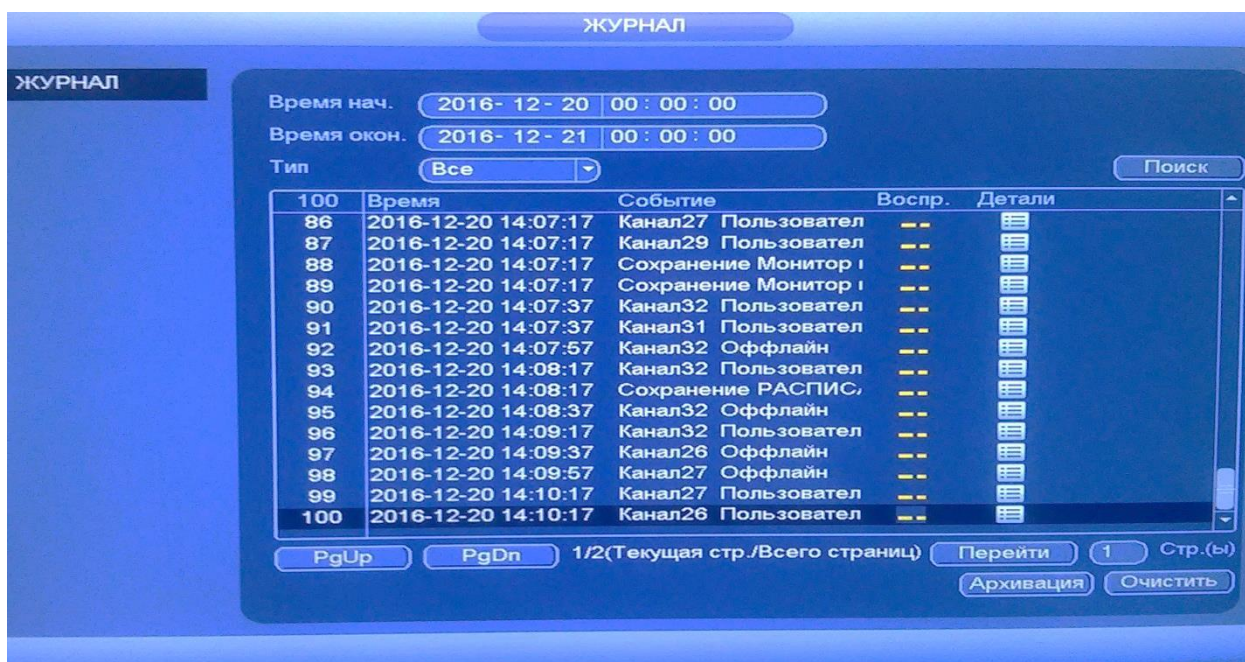 ЖУРНАЛ
ЖУРНАЛ
Время нач. 2016- 12- 20 00 : 00 : 00
Время окон. 2016- 12- 21 00 : 00 : 00
Тип Все Поиск
100 Время Событие Воспр. Детали
86 2016-12-20 14:07:17 Канал27 Пользовател --
87 2016-12-20 14:07:17 Канал29 Пользовател --
88 2016-12-20 14:07:17 Сохранение Монитор --
89 2016-12-20 14:07:17 Сохранение Монитор --
90 2016-12-20 14:07:37 Канал32 Пользовател --
91 2016-12-20 14:07:37 Канал31 Пользовател --
92 2016-12-20 14:07:57 Канал32 Оффлайн --
93 2016-12-20 14:08:17 Канал32 Пользовател --
94 2016-12-20 14:08:17 Сохранение РАСПИС --
95 2016-12-20 14:08:37 Канал32 Оффлайн --
96 2016-12-20 14:09:17 Канал32 Пользовател --
97 2016-12-20 14:09:37 Канал26 Оффлайн --
98 2016-12-20 14:09:57 Канал27 Оффлайн --
99 2016-12-20 14:10:17 Канал27 Пользовател --
100 2016-12-20 14:10:17 Канал26 Пользовател --
PgUp PgDn 1/2(Текущая стр./Всего страниц) Перейти 1 Стр.(ы)
Архивация Очистить